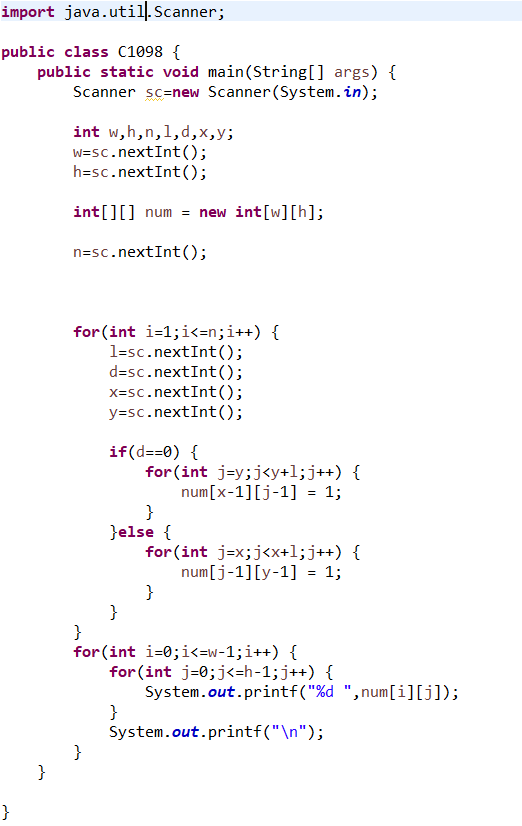 import java.util.Scanner;
public class C1098 {
public static void main(String[] args) {
Scanner sc=new Scanner(System.in);
int w,h,n,l,d,x,y;
w=sc.nextInt();
h=sc.nextInt();
int[][] num = new int[w][h];
n=sc.nextInt();
for(int i=1;i<=n;i++) {
l=sc.nextInt();
d=sc.nextInt();
x=sc.nextInt();
y=sc.nextInt();
if(d==0) {
for(int j=y;j<y+l;j++) {
num[x-1][j-1] = 1;
}
}else {
for(int j=x;j<x+l;j++) {
num[j-1][y-1] = 1;
}
}
}
for(int i=0;i<=w-1;i++) {
for(int j=0;j<=h-1;j++) {
System.out.printf("%d ",num[i][j]);
}
System.out.printf("\n");
}
}
}